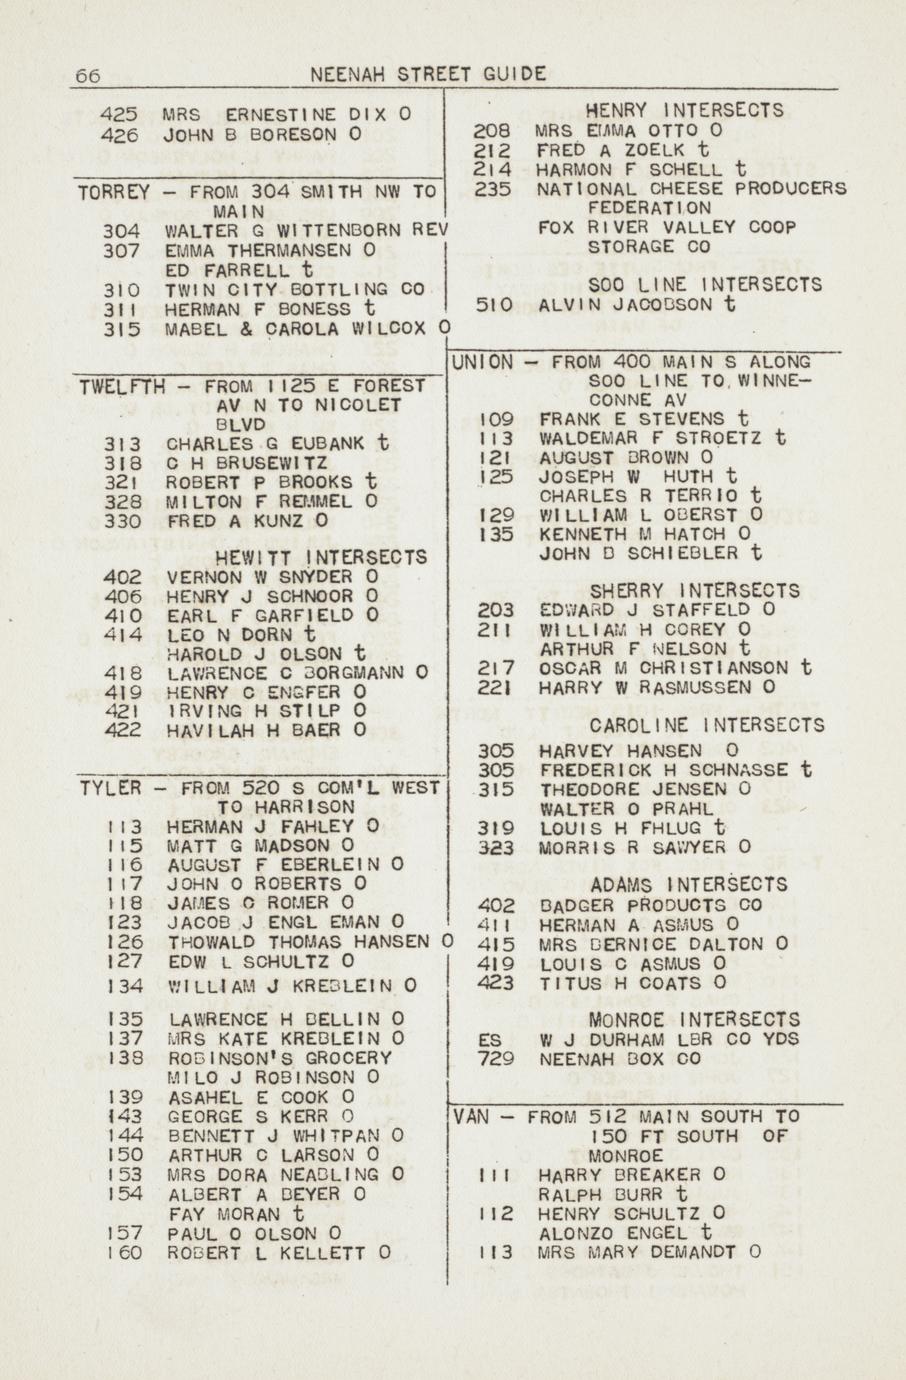 66
NEENAH STREET GUIDE
425 MRS ERNESTINE DIX O
426 JOHN B BORESON O
TORREY – FROM 304 SMITH NW TO
MAIN
304 WALTER G WITTENBORN REV
307 EMMA THERMANSEN O
ED FARRELL t
310 TWIN CITY BOTTLING CO
311 HERMAN F BONESS t
315 MABEL & CAROLA WILCOX O
TWELFTH – FROM 1125 E FOREST
AV N TO NICOLET
BLVD
313 CHARLES G EUBANK t
318 C H BRUSEWITZ
321 ROBERT P BROOKS t
328 MILTON F REMMEL O
330 FRED A KUNZ O
HEWITT INTERSECTS
402 VERNON W SNYDER O
406 HENRY J SCHNOOR O
410 EARL F GARFIELD O
414 LEO N DORN t
HAROLD J OLSON t
418 LAWRENCE C BORGMANN O
419 HENRY C ENGFER O
421 IRVING H STILP O
422 HAVILAH H BAER O
TYLER – FROM 520 S COM'L WEST
TO HARRISON
113 HERMAN J FAHLEY O
115 MATT G MADSON O
116 AUGUST F EBERLEIN O
117 JOHN O ROBERTS O
118 JAMES C ROMER O
123 JACOB J ENGL EMAN O
126 THOWALD THOMAS HANSEN O
127 EDW L SCHULTZ O
134 WILLIAM J KREBLEIN O
135 LAWRENCE H BELLIN O
137 MRS KATE KREBLEIN O
138 ROBINSON'S GROCERY
MILO J ROBINSON O
139 ASAHEL E COOK O
143 GEORGE S KERR O
144 BENNETT J WHITPAN O
150 ARTHUR C LARSON O
153 MRS DORA NEABLING O
154 ALBERT A BEYER O
FAY MORAN t
157 PAUL O OLSON O
160 ROBERT L KELLETT O
HENRY INTERSECTS
208 MRS EMMA OTTO O
212 FRED A ZOELK t
214 HARMON F SCHELL t
235 NATIONAL CHEESE PRODUCERS
FEDERATION
FOX RIVER VALLEY COOP
STORAGE CO
SOO LINE INTERSECTS
510 ALVIN JACOBSON t
UNION – FROM 400 MAIN S ALONG
SOO LINE TO WINNE–
CONNE AV
109 FRANK E STEVENS t
113 WALDEMAR F STROETZ t
121 AUGUST BROWN O
125 JOSEPH W HUTH t
CHARLES R TERRIO t
129 WILLIAM L OBERST O
135 KENNETH M HATCH O
JOHN D SCHIEBLER t
SHERRY INTERSECTS
203 EDWARD J STAFFELD O
211 WILLIAM H COREY O
ARTHUR F NELSON t
217 OSCAR M CHRISTIANSON t
221 HARRY W RASMUSSEN O
CAROLINE INTERSECTS
305 HARVEY HANSEN O
305 FREDERICK H SCHNASSE t
315 THEODORE JENSEN O
WALTER O PRAHL
319 LOUIS H FHLUG t
323 MORRIS R SAWYER O
ADAMS INTERSECTS
402 BADGER PRODUCTS CO
411 HERMAN A ASMUS O
415 MRS BERNICE DALTON O
419 LOUIS C ASMUS O
423 TITUS H COATS O
MONROE INTERSECTS
ES W J DURHAM LBR CO YDS
729 NEENAH BOX CO
VAN – FROM 512 MAIN SOUTH TO
150 FT SOUTH OF
MONROE
111 HARRY BREAKER O
RALPH BURR t
112 HENRY SCHULTZ O
ALONZO ENGEL t
113 MRS MARY DEMANDT O